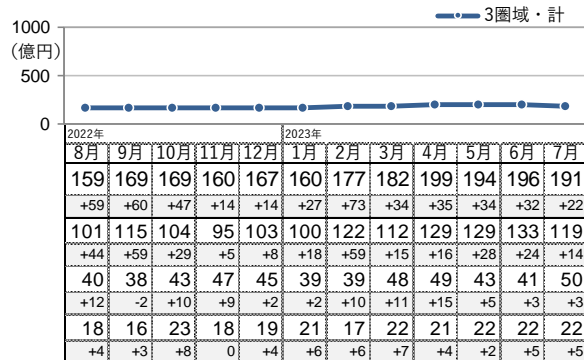 3圏域・計
1000
(億円)
500
0
2022年 2023年
8月 9月 10月 11月 12月 1月 2月 3月 4月 5月 6月 7月
159 169 169 160 167 160 177 182 199 194 196 191
+59 +60 +47 +14 +14 +27 +73 +34 +35 +34 +32 +22
101 115 104 95 103 100 122 112 129 129 133 119
+44 +59 +29 +5 +8 +18 +59 +15 +16 +28 +24 +14
40 38 43 47 45 39 39 48 49 43 41 50
+12 -2 +10 +9 +2 +2 +10 +11 +15 +5 +3 +3
18 16 23 18 19 21 17 22 21 22 22 22
+4 +3 +8 0 +4 +6 +6 +7 +4 +2 +5 +5